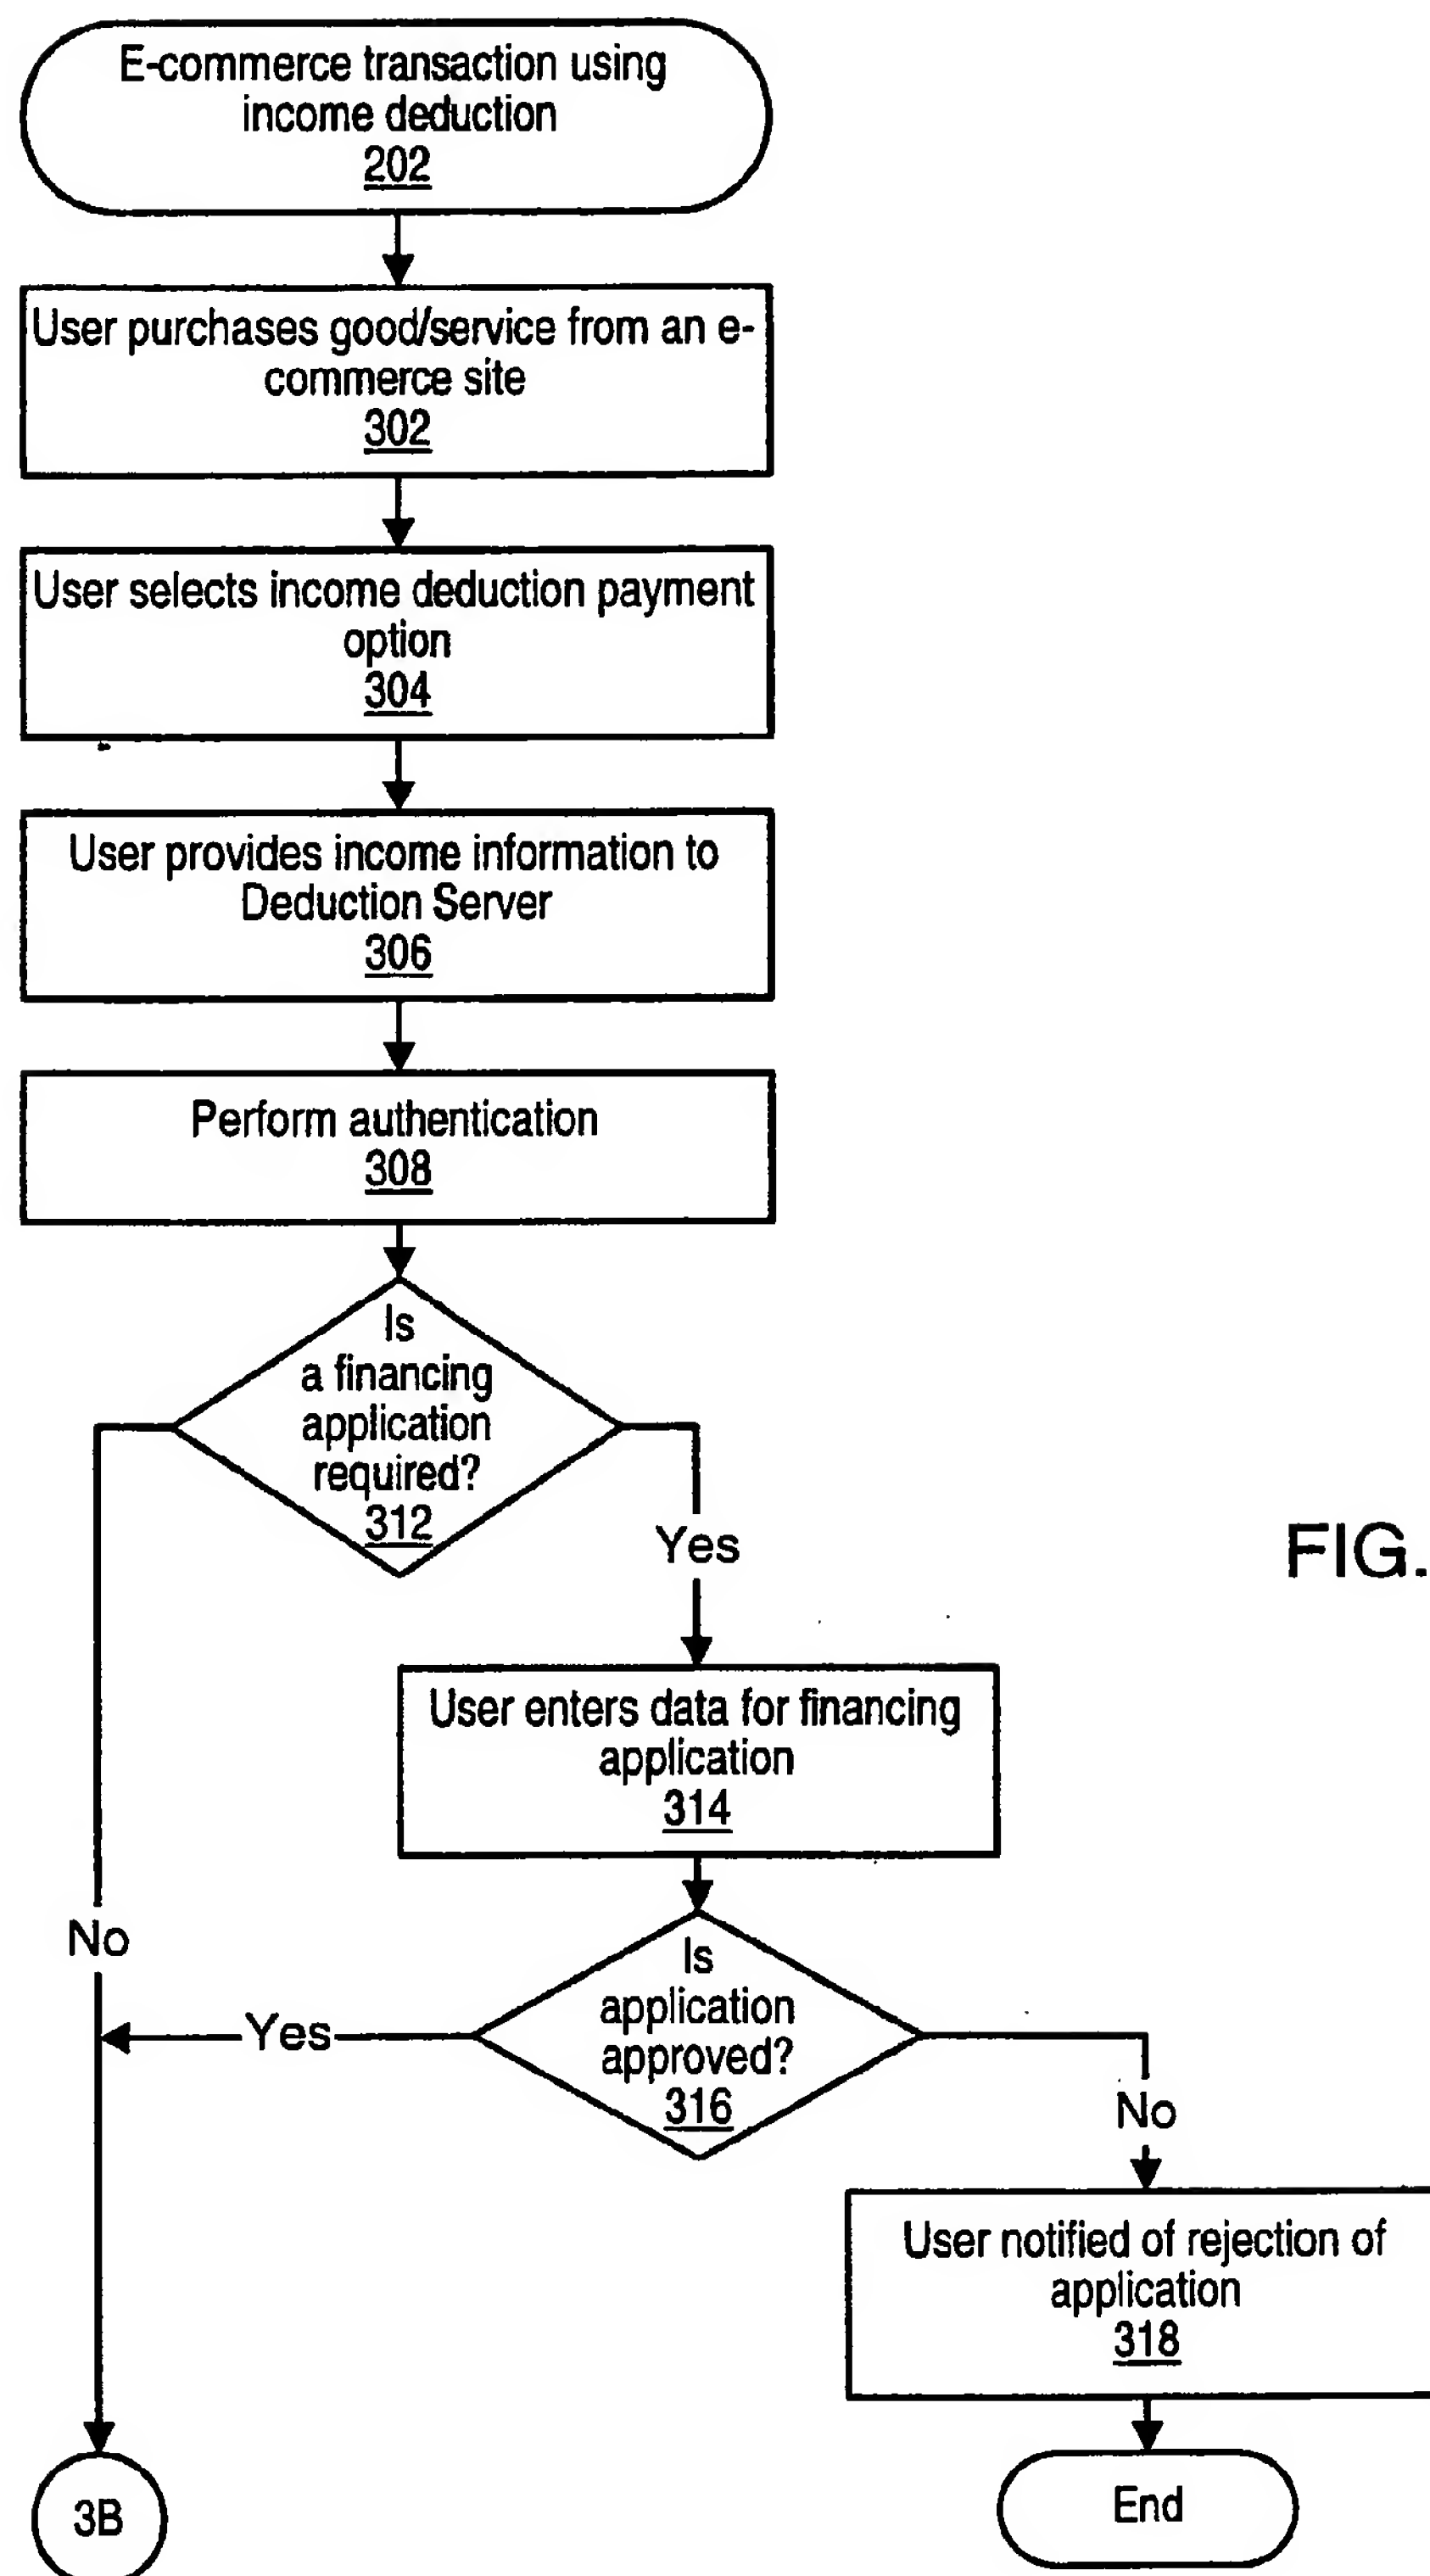 E-commerce transaction using
income deduction
202
User purchases good/service from an e-
commerce site
302
User selects income deduction payment
option
304
User provides income information to
Deduction Server
306
Perform authentication
308
Is
a financing
application
required?
312
Yes
FIG.
User enters data for financing
application
314
No
Is
application
approved?
316
Yes
No
User notified of rejection of
application
318
3B
End